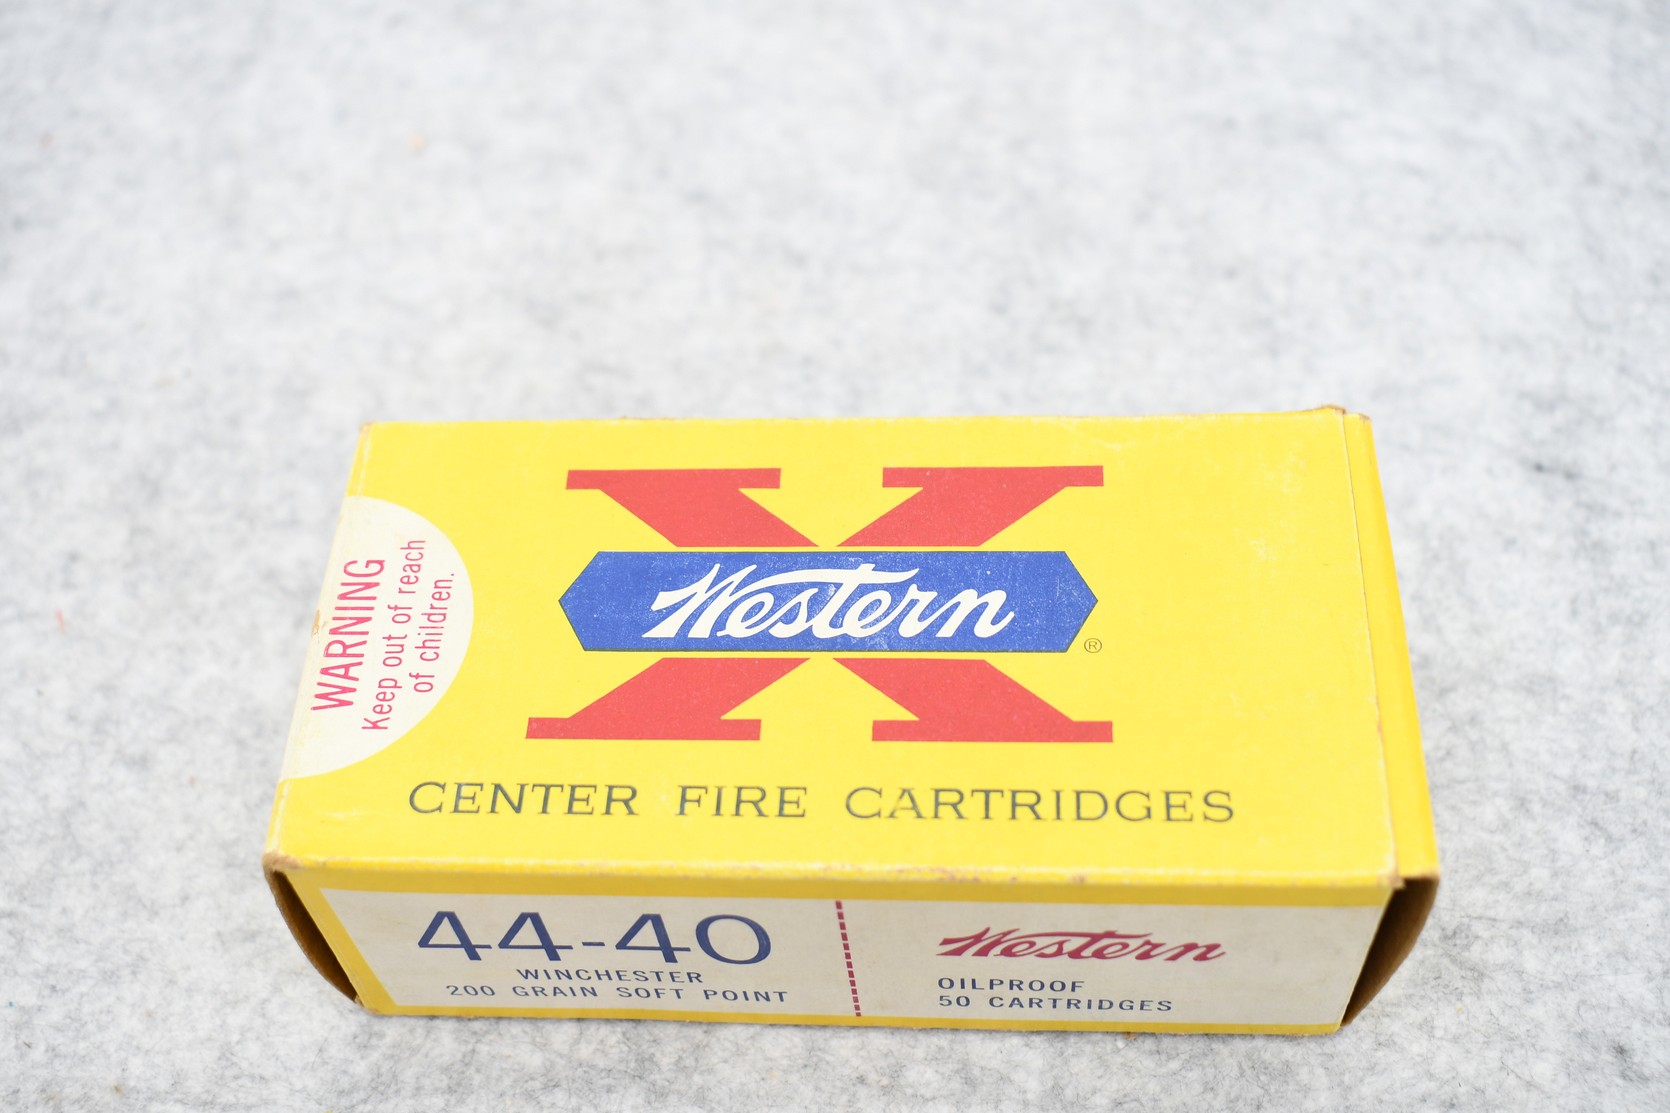 WARNING
Keep out of reach
of children.
X
Western
®
CENTER FIRE CARTRIDGES
44-40
WINCHESTER
200 GRAIN SOFT POINT
Western
OILPROOF
50 CARTRIDGES